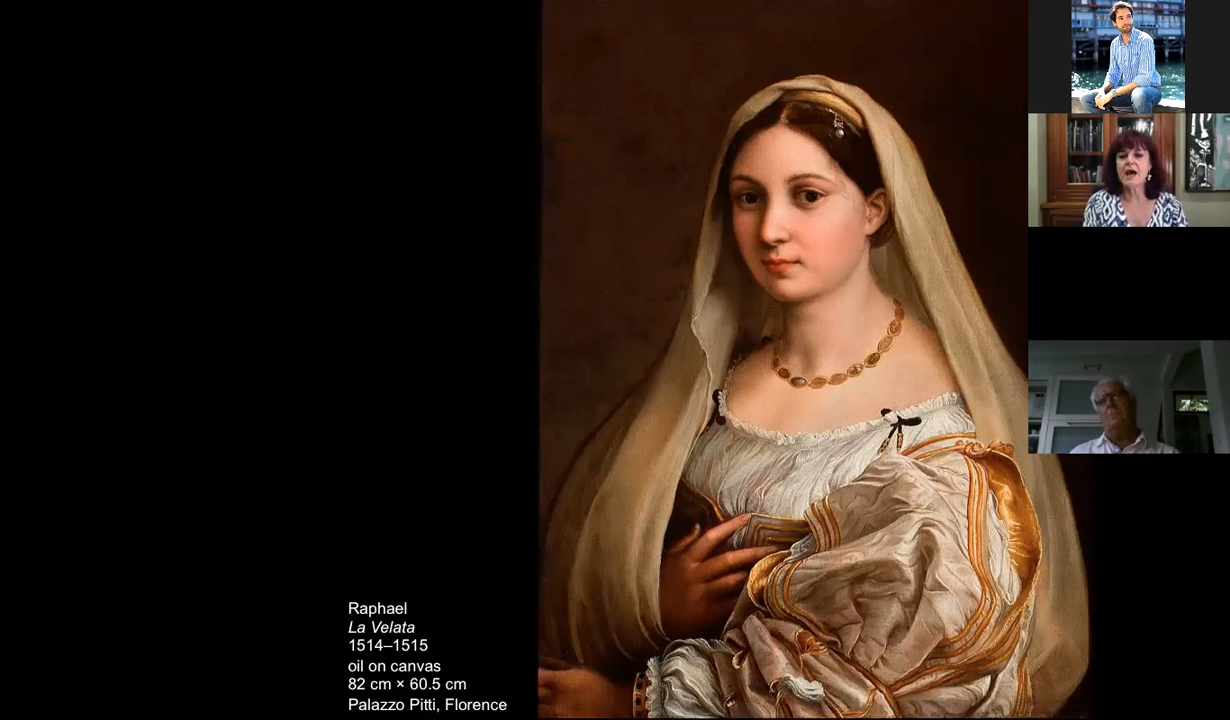 Raphael
La Velata
1514–1515
oil on canvas
82 cm × 60.5 cm
Palazzo Pitti, Florence